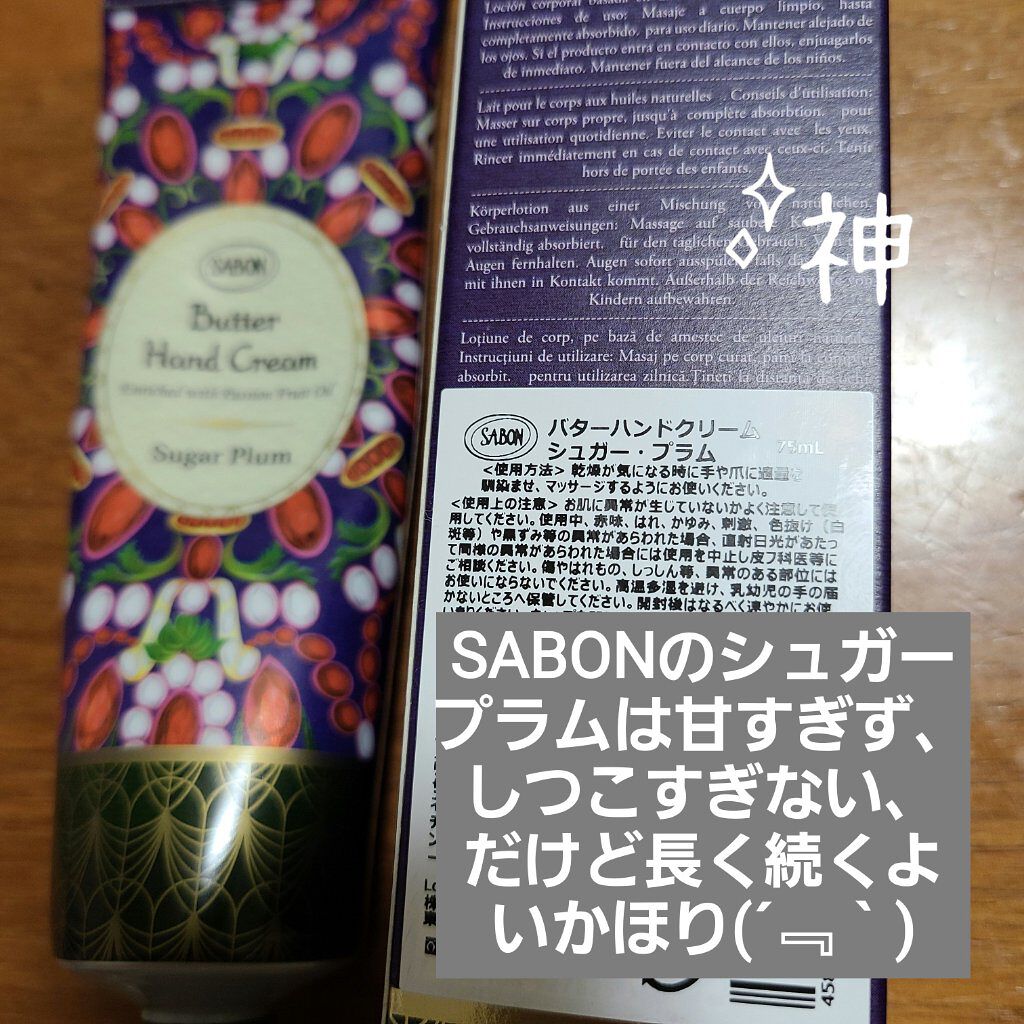 SABON
Butter
Hand Cream
Enriched with Passion Fruit Oil
Sugar Plum
Loción corporal basada en
Instrucciones de uso: Masaje a cuerpo limpio, hasta
completamente absorbido. para uso diario. Mantener alejado de
los ojos. Si el producto entra en contacto con ellos, enjuagarlos
de inmediato. Mantener fuera del alcance de los niños.
Lait pour le corps aux huiles naturelles . Conseils d'utilisation:
Masser sur corps propre, jusqu'à complète absorbtion. pour
une utilisation quotidienne. Eviter le contact avec les yeux.
Rincer immédiatement en cas de contact avec ceux-ci. Tenir
hors de portée des enfants.
Körperlotion aus einer Mischung
Gebrauchsanweisungen: Massage auf
vollständig absorbiert. für den täglichen
Augen fernhalten. Augen sofort ausspülen
mit ihnen in Kontakt kommt. Außerhalb der Reichweite von
Kindern aufbewahren.
神
Loțiune de corp, pe bază de amestec de uleiuri naturale
Instrucțiuni de utilizare: Masaj pe corp curat, până la
absorbit. pentru utilizarea zilnică. Țineți la distanță de
SABON
バターハンドクリーム
シュガー・プラム 75mL
<使用方法> 乾燥が気になる時に手や爪に適量を
馴染ませ、マッサージするようにお使いください。
<使用上の注意> お肌に異常が生じていないかよく注意して使
用してください。使用中、赤味、はれ、かゆみ、刺激、色抜け（白
斑等）や黒ずみ等の異常があらわれた場合、直射日光があたっ
て同様の異常があらわれた場合には使用を中止し皮フ科医等に
ご相談ください。傷やはれもの、しっしん等、異常のある部位には
お使いにならないでください。高温多湿を避け、乳幼児の手の届
かないところへ保管してください。開封後はなるべく速やかにお使
SABONのシュガー
プラムは甘すぎず、
しつこすぎない、
だけど長く続くよ
いかほり(´﹃｀)